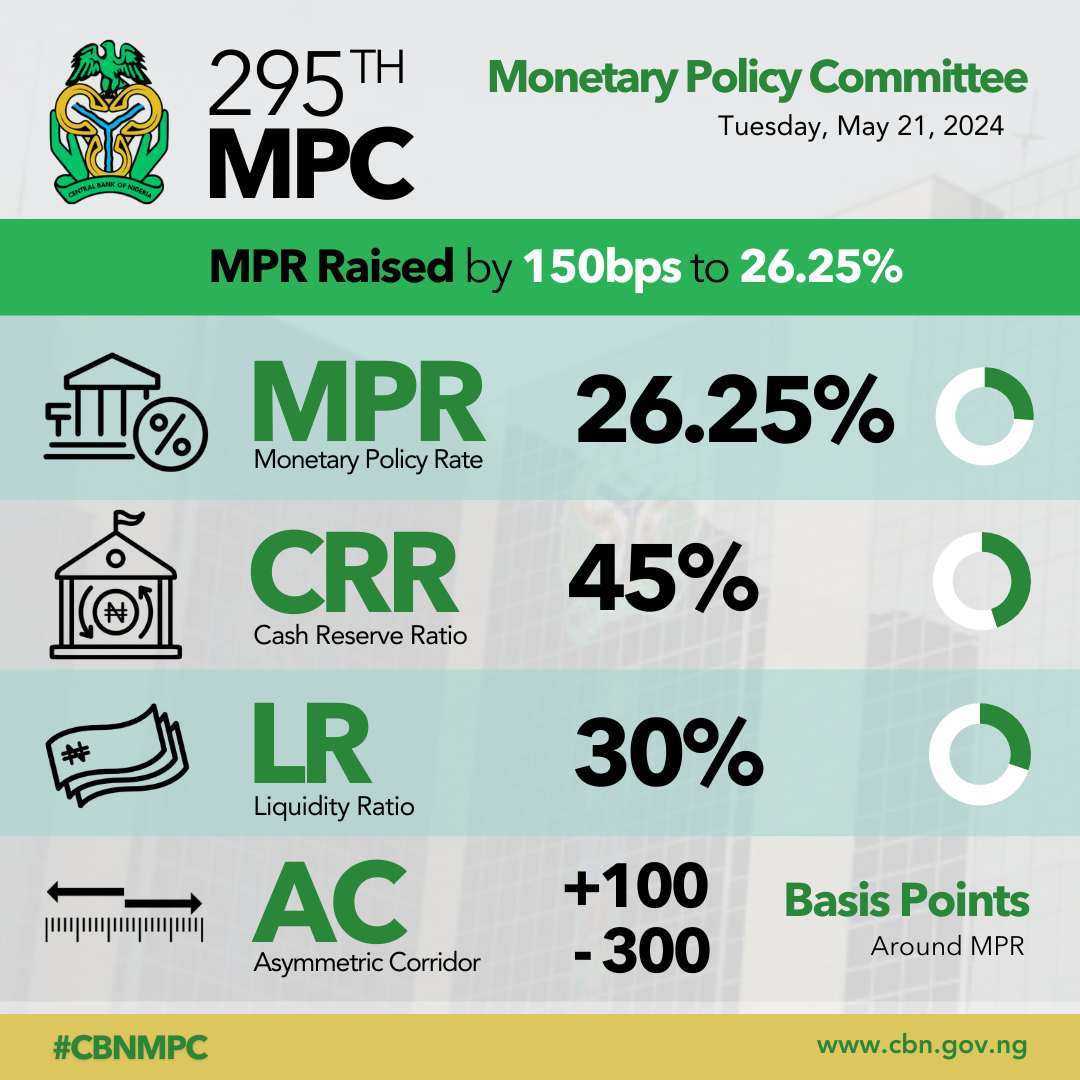 295TH
MPC
CENTRAL BANK OF NIGERIA
Monetary Policy Committee
Tuesday, May 21, 2024
MPR Raised by 150bps to 26.25%
MPR
Monetary Policy Rate
26.25%
%
CRR
Cash Reserve Ratio
45%
₦
LR
Liquidity Ratio
30%
₦
AC
Asymmetric Corridor
+100
- 300
Basis Points
Around MPR
#CBNMPC
www.cbn.gov.ng